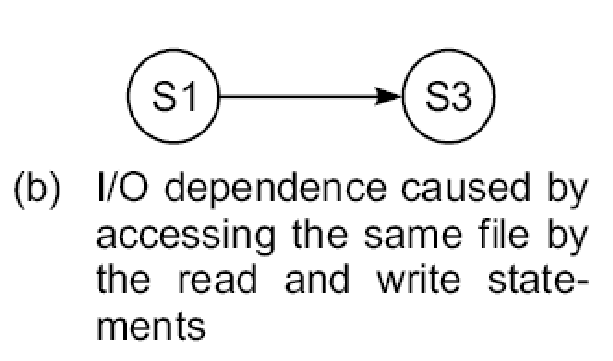 S1 S3
(b) I/O dependence caused by
accessing the same file by
the read and write state-
ments